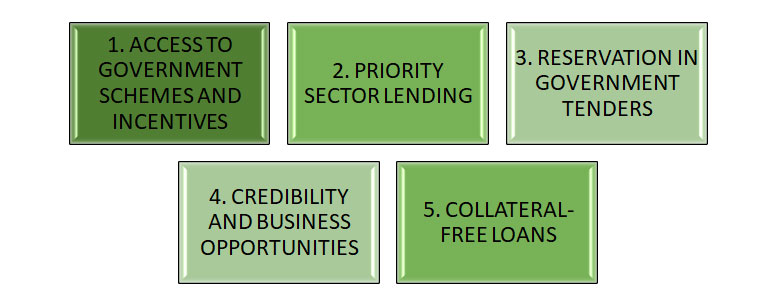 1. ACCESS TO
GOVERNMENT
SCHEMES AND
INCENTIVES
2. PRIORITY
SECTOR LENDING
3. RESERVATION IN
GOVERNMENT
TENDERS
4. CREDIBILITY
AND BUSINESS
OPPORTUNITIES
5. COLLATERAL-
FREE LOANS